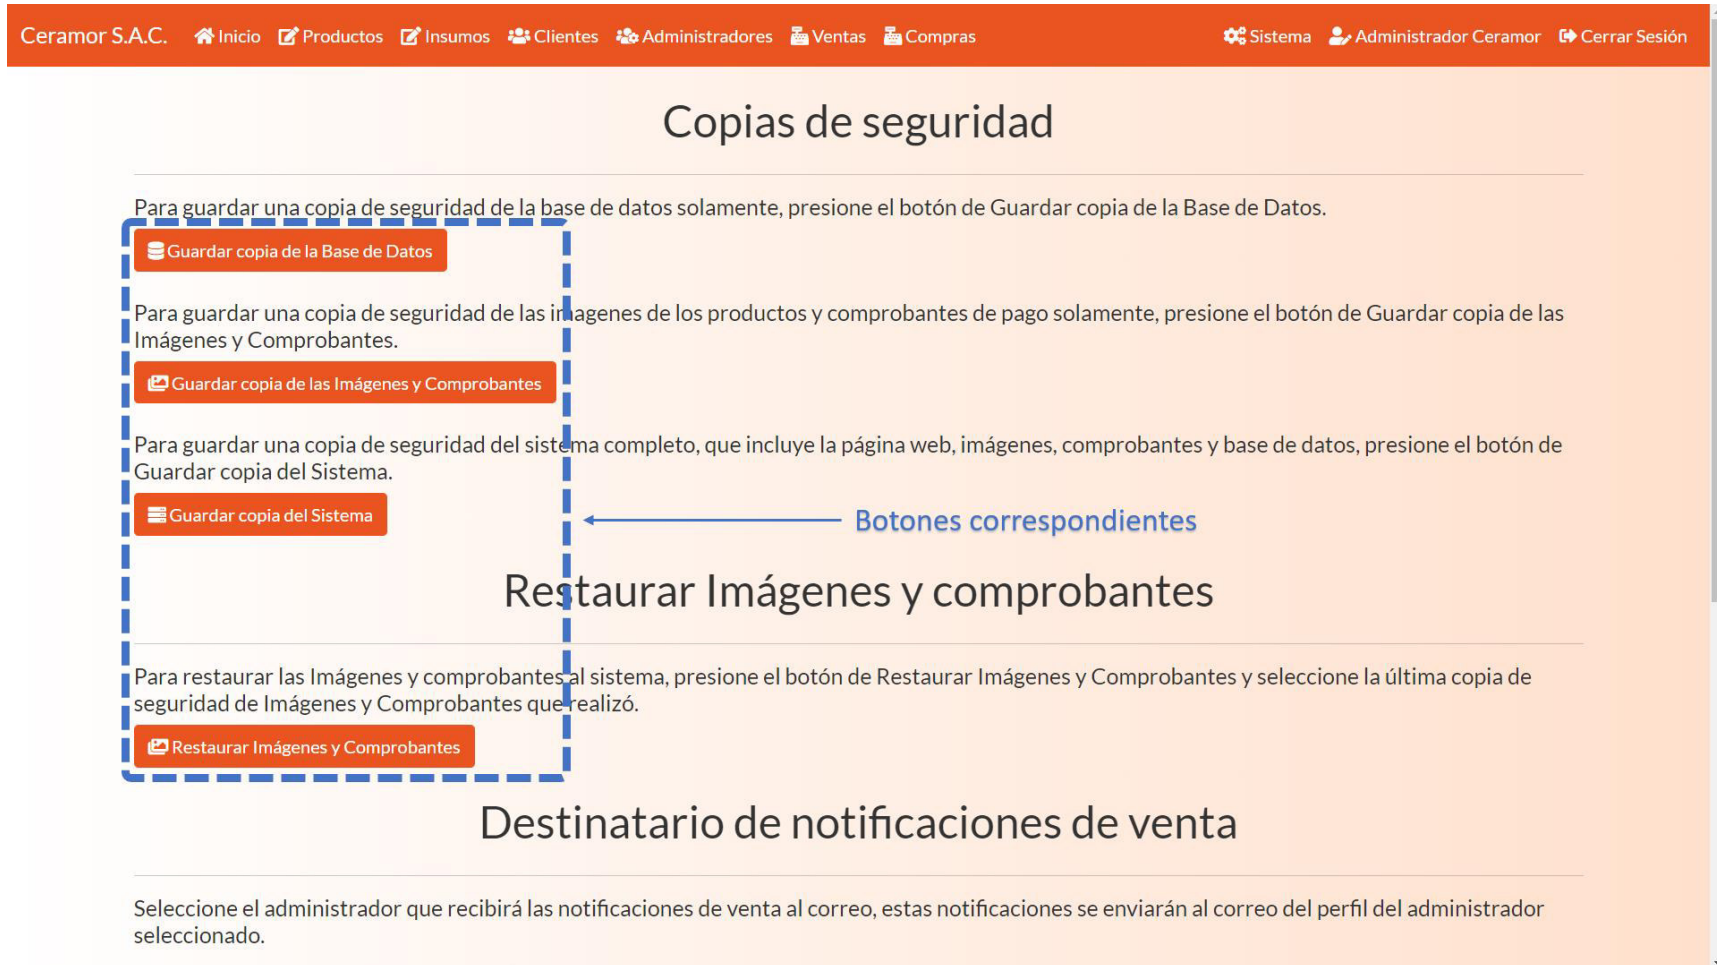 Ceramor S.A.C. Inicio Productos Insumos Clientes Administradores Ventas Compras Sistema Administrador Ceramor Cerrar Sesión
Copias de seguridad
Para guardar una copia de seguridad de la base de datos solamente, presione el botón de Guardar copia de la Base de Datos.
Guardar copia de la Base de Datos
Para guardar una copia de seguridad de las imagenes de los productos y comprobantes de pago solamente, presione el botón de Guardar copia de las
Imágenes y Comprobantes.
Guardar copia de las Imágenes y Comprobantes
Para guardar una copia de seguridad del sistema completo, que incluye la página web, imágenes, comprobantes y base de datos, presione el botón de
Guardar copia del Sistema.
Guardar copia del Sistema
Botones correspondientes
Restaurar Imágenes y comprobantes
Para restaurar las Imágenes y comprobantes al sistema, presione el botón de Restaurar Imágenes y Comprobantes y seleccione la última copia de
seguridad de Imágenes y Comprobantes que realizó.
Restaurar Imágenes y Comprobantes
Destinatario de notificaciones de venta
Seleccione el administrador que recibirá las notificaciones de venta al correo, estas notificaciones se enviarán al correo del perfil del administrador
seleccionado.